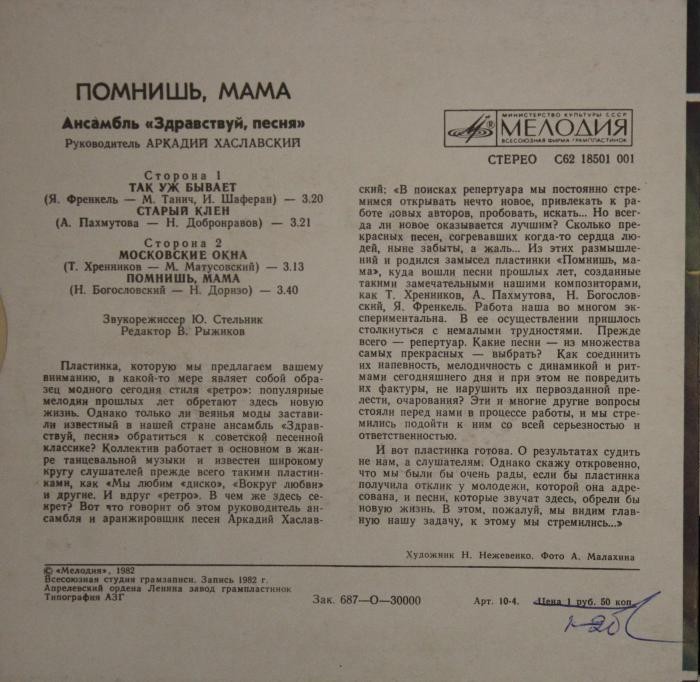 ПОМНИШЬ, МАМА
Ансамбль «Здравствуй, песня»
Руководитель АРКАДИЙ ХАСЛАВСКИЙ
МИНИСТЕРСТВО КУЛЬТУРЫ СССР
МЕЛОДИЯ
ВСЕСОЮЗНАЯ ФИРМА ГРАМПЛАСТИНОК
СТЕРЕО С62 18501 001
Сторона 1
ТАК УЖ БЫВАЕТ
(Я. Френкель — М. Танич, И. Шаферан) — 3.20
СТАРЫЙ КЛЕН
(А. Пахмутова — Н. Добронравов) — 3.21
Сторона 2
МОСКОВСКИЕ ОКНА
(Т. Хренников — М. Матусовский) — 3.13
ПОМНИШЬ, МАМА
(Н. Богословский — Н. Доризо) — 3.40
Звукорежиссер Ю. Стельник
Редактор В. Рыжиков
Пластинка, которую мы предлагаем вашему
вниманию, в какой-то мере являет собой обра-
зец модного сегодня стиля «ретро»: популярные
мелодии прошлых лет обретают здесь новую
жизнь. Однако только ли веянья моды застави-
ли известный в нашей стране ансамбль «Здрав-
ствуй, песня» обратиться к советской песенной
классике? Коллектив работает в основном в жан-
ре танцевальной музыки и известен широкому
кругу слушателей прежде всего такими пластин-
ками, как «Мы любим «диско», «Вокруг любви»
и другие. И вдруг «ретро». В чем же здесь се-
крет? Вот что говорит об этом руководитель ан-
самбля и аранжировщик песен Аркадий Хаслав-
ский: «В поисках репертуара мы постоянно стре-
мимся открывать нечто новое, привлекать к ра-
боте новых авторов, пробовать, искать... Но всег-
да ли новое оказывается лучшим? Сколько пре-
красных песен, согревавших когда-то сердца лю-
дей, ныне забыты, а жаль... Из этих размышлений
и родился замысел пластинки «Помнишь, ма-
ма», куда вошли песни прошлых лет, созданные
такими замечательными нашими композиторами,
как Т. Хренников, А. Пахмутова, Н. Богослов-
ский, Я. Френкель. Работа наша во многом экс-
периментальна. В ее осуществлении пришлось
столкнуться с немалыми трудностями. Прежде
всего — репертуар. Какие песни — из множества
самых прекрасных — выбрать? Как соединить
их напевность, мелодичность с динамикой и рит-
мами сегодняшнего дня и при этом не повредить
их фактуры, не нарушить их первозданной пре-
лести, очарования? Эти и многие другие вопросы
стояли перед нами в процессе работы, и мы стре-
мились подойти к ним со всей серьезностью и
ответственностью.
И вот пластинка готова. О результатах судить
не нам, а слушателям. Однако скажу откровенно,
что мы были бы очень рады, если бы пластинка
получила отклик у молодежи, которой она адре-
сована, и песни, которые звучат здесь, обрели бы
новую жизнь. В этом, пожалуй, мы видим глав-
ную нашу задачу, к этому мы стремились...»
Художник Н. Нежевенко. Фото А. Малахина
© «Мелодия», 1982
Всесоюзная студия грамзаписи. Запись 1982 г.
Апрелевский ордена Ленина завод грампластинок
Типография АЗГ
Зак. 687—О—30000
Арт. 10-4. Цена 1 руб. 50 коп.
1-20